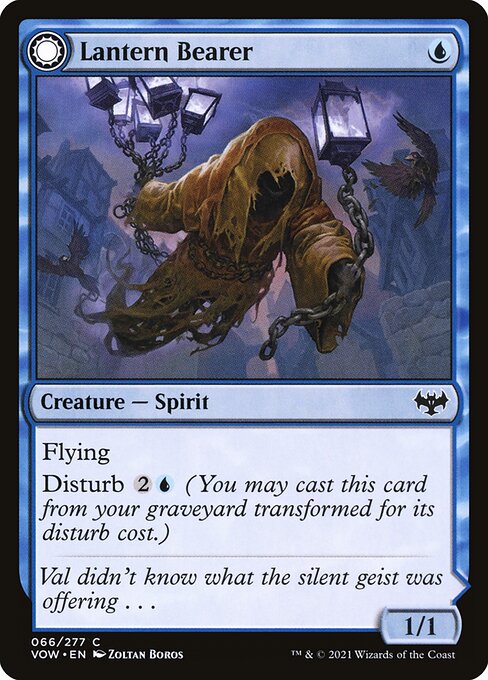 Lantern Bearer
Creature — Spirit
Flying
Disturb 2 (You may cast this card
from your graveyard transformed for its
disturb cost.)
Val didn't know what the silent geist was
offering . . .
1/1
066/277 C
VOW • EN Zoltan Boros
™ & © 2021 Wizards of the Coast